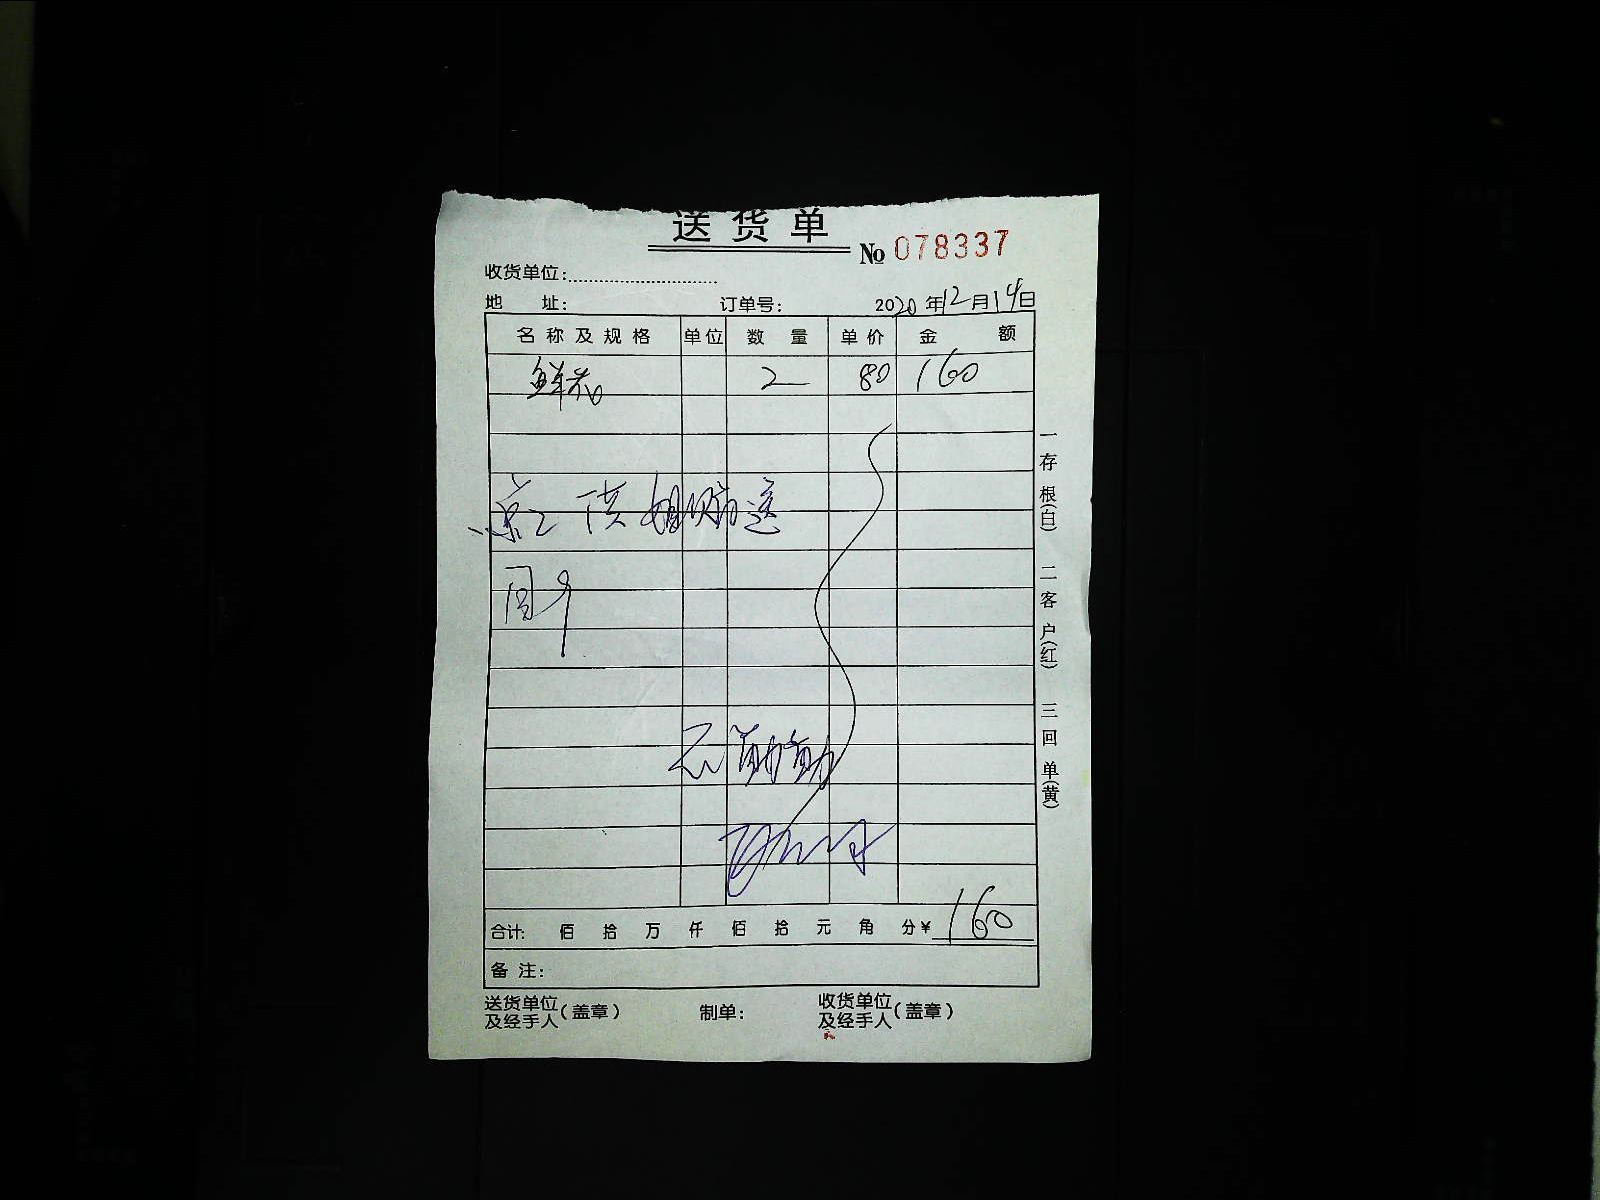 送货单
№ 078337
收货单位:
地 址: 订单号: 2020年12月14日
名称及规格 单位 数量 单价 金额
鲜花 2 80 160
合计: 佰 拾 万 仟 佰 拾 元 角 分¥ 160
备注:
送货单位及经手人(盖章) 制单: 收货单位及经手人(盖章)
一存根(白) 二客户(红) 三回单(黄)